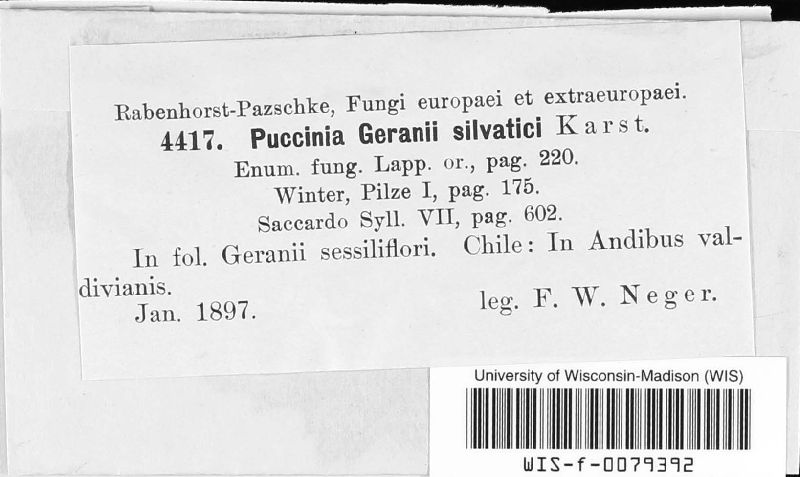 Rabenhorst-Pazschke, Fungi europaei et extraeuropaei.
4417. Puccinia Geranii silvatici Karst.
Enum. fung. Lapp. or., pag. 220.
Winter, Pilze I, pag. 175.
Saccardo Syll. VII, pag. 602.
In fol. Geranii sessiliflori. Chile: In Andibus val-
divianis.
Jan. 1897. leg. F. W. Neger.
University of Wisconsin-Madison (WIS)
WIS-f-0079392